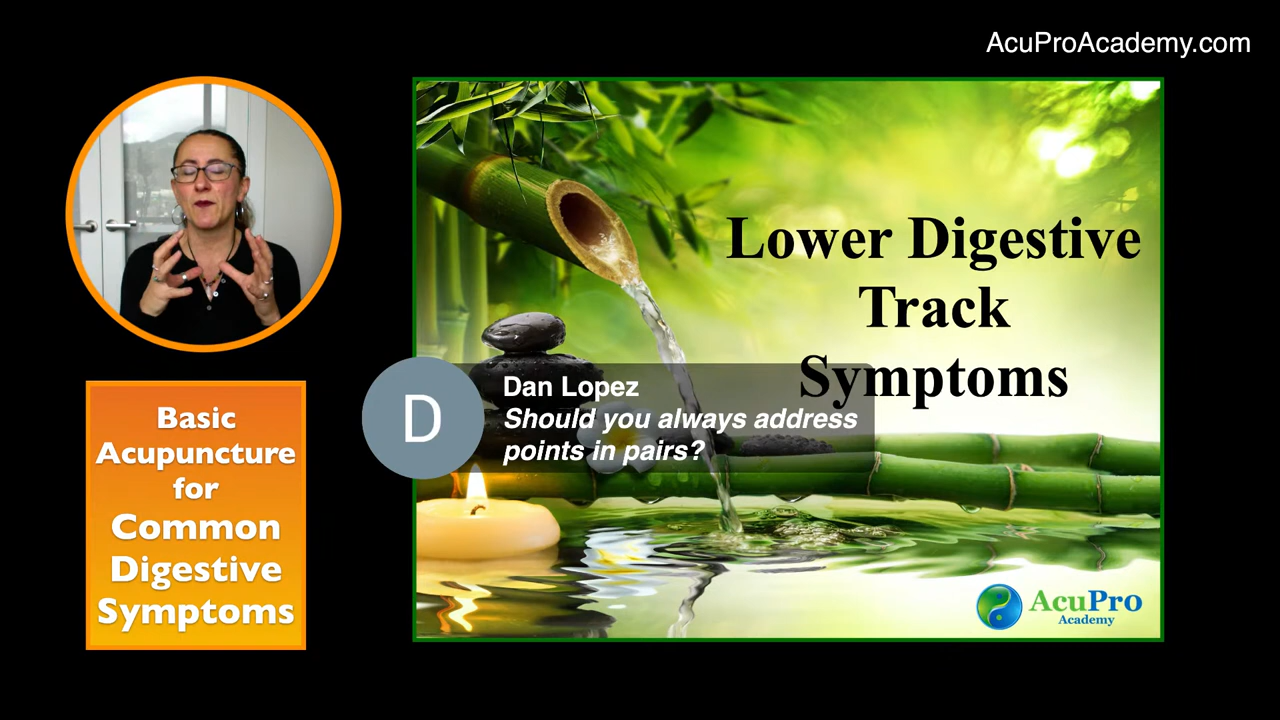 AcuProAcademy.com
Lower Digestive
Track
Symptoms
D
Dan Lopez
Should you always address
points in pairs?
Basic
Acupuncture
for
Common
Digestive
Symptoms
AcuPro
Academy